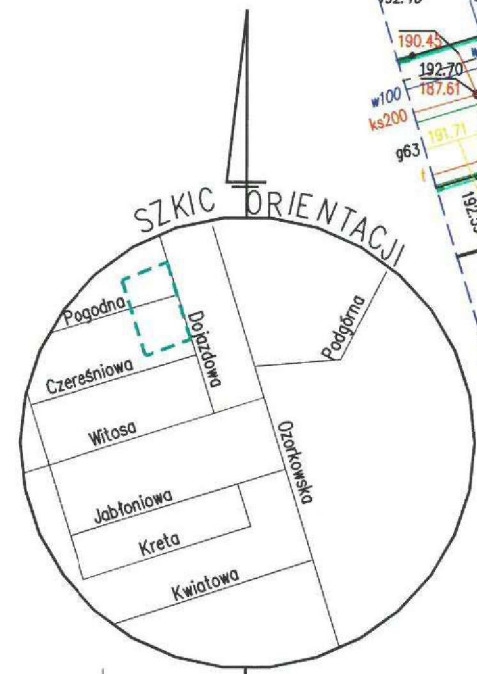 190.45
192.70
187.61
w100
ks200
191.71
g63
t
SZKIC ORIENTACJI
Pogodna
Dojazdowa
Podgórna
Czereśniowa
Witosa
Ozorkowska
Jabłoniowa
Kreta
Kwiatowa